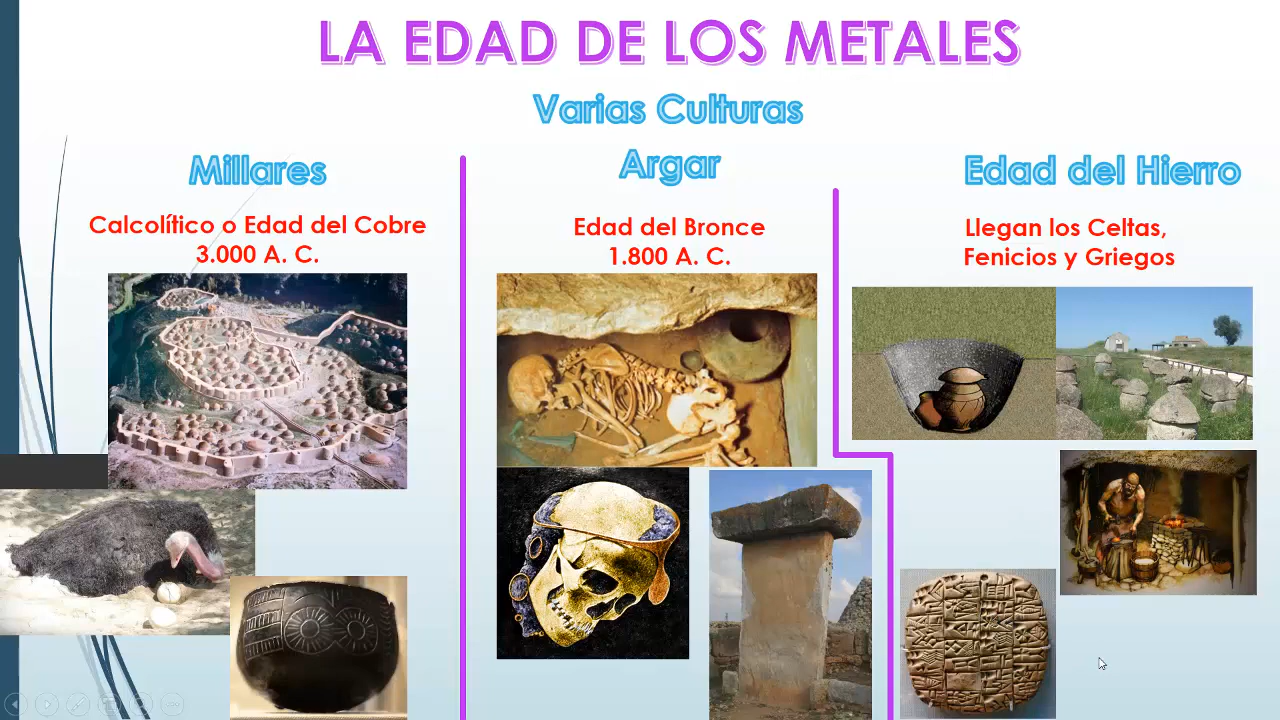 LA EDAD DE LOS METALES
Varias Culturas
Millares
Calcolítico o Edad del Cobre
3.000 A. C.
Argar
Edad del Bronce
1.800 A. C.
Edad del Hierro
Llegan los Celtas,
Fenicios y Griegos